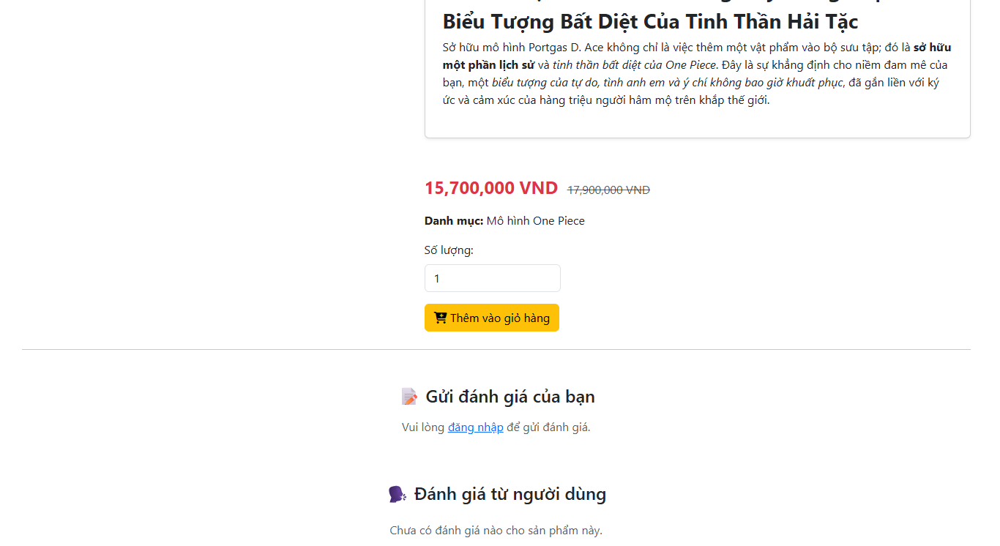 Biểu Tượng Bất Diệt Của Tinh Thần Hải Tặc
Sở hữu mô hình Portgas D. Ace không chỉ là việc thêm một vật phẩm vào bộ sưu tập; đó là sở hữu
một phần lịch sử và tinh thần bất diệt của One Piece. Đây là sự khẳng định cho niềm đam mê của
bạn, một biểu tượng của tự do, tình anh em và ý chí không bao giờ khuất phục, đã gắn liền với ký
ức và cảm xúc của hàng triệu người hâm mộ trên khắp thế giới.
15,700,000 VND 17,900,000 VND
Danh mục: Mô hình One Piece
Số lượng:
1
Thêm vào giỏ hàng
Gửi đánh giá của bạn
Vui lòng đăng nhập để gửi đánh giá.
Đánh giá từ người dùng
Chưa có đánh giá nào cho sản phẩm này.